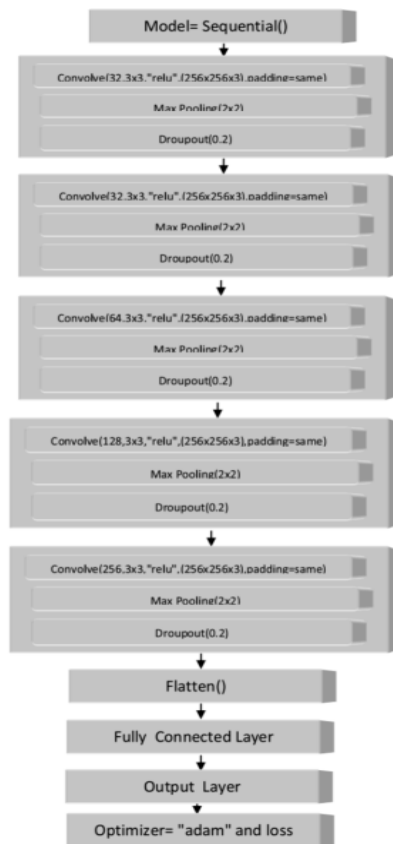 Model= Sequential()
Convolve(32,3x3,"relu",(256x256x3),padding=same)
Max Pooling(2x2)
Droupout(0.2)
Convolve(32,3x3,"relu",(256x256x3),padding=same)
Max Pooling(2x2)
Droupout(0.2)
Convolve(64,3x3,"relu",(256x256x3),padding=same)
Max Pooling(2x2)
Droupout(0.2)
Convolve(128,3x3,"relu",(256x256x3),padding=same)
Max Pooling(2x2)
Droupout(0.2)
Convolve(256,3x3,"relu",(256x256x3),padding=same)
Max Pooling(2x2)
Droupout(0.2)
Flatten()
Fully Connected Layer
Output Layer
Optimizer= "adam" and loss